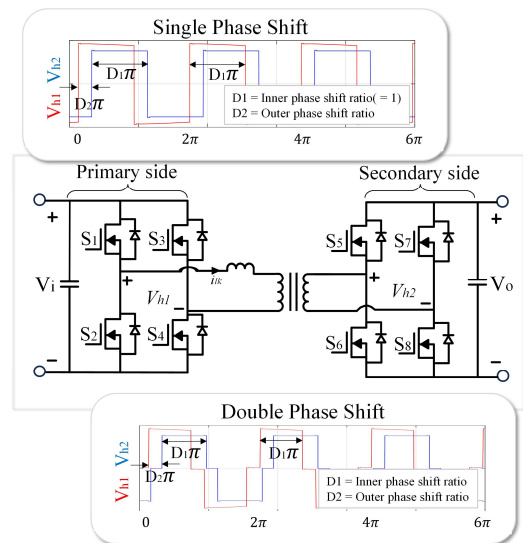 Single Phase Shift
Vh1 Vh2
D1π D1π
D2π
D1 = Inner phase shift ratio( = 1)
D2 = Outer phase shift ratio
0 2π 4π 6π
Primary side Secondary side
+ S1 S3 S5 S7 +
Vi + Vh1 − ilk + Vh2 − Vo
− S2 S4 S6 S8 −
Double Phase Shift
Vh1 Vh2
D1π D1π
D2π
D1 = Inner phase shift ratio
D2 = Outer phase shift ratio
0 2π 4π 6π